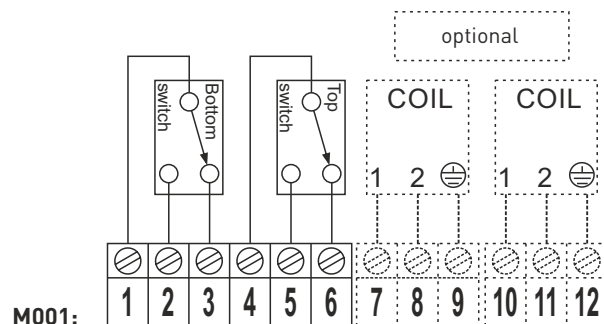 optional
Bottom
switch
Top
switch
COIL
COIL
1 2
1 2
1 2 3 4 5 6 7 8 9 10 11 12
M001: